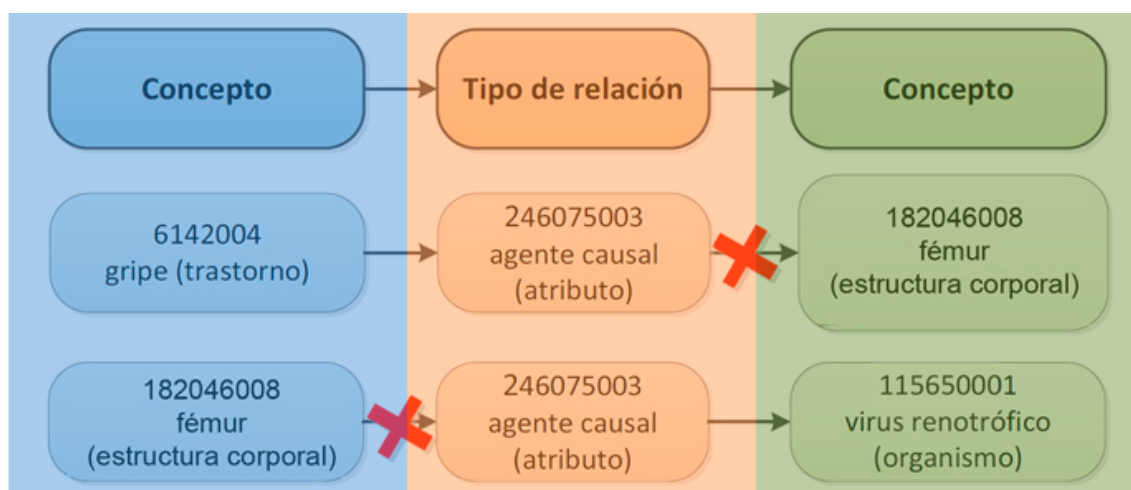 Concepto
Tipo de relación
Concepto
6142004
gripe (trastorno)
246075003
agente causal
(atributo)
182046008
fémur
(estructura corporal)
182046008
fémur
(estructura corporal)
246075003
agente causal
(atributo)
115650001
virus renotrófico
(organismo)